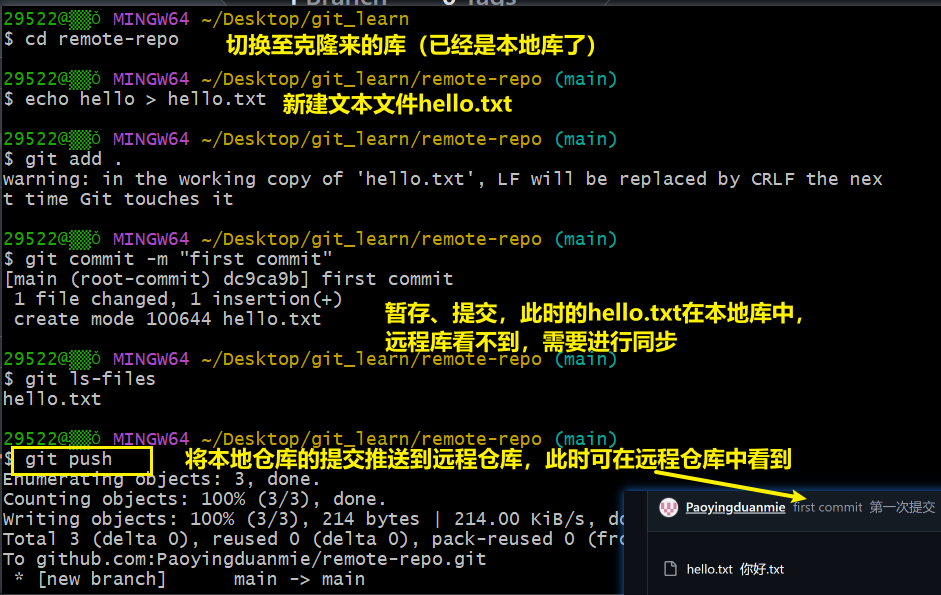 Branch 0 Tags
29522@▒▒ŏ MINGW64 ~/Desktop/git_learn
$ cd remote-repo
切换至克隆来的库（已经是本地库了）
29522@▒▒ŏ MINGW64 ~/Desktop/git_learn/remote-repo (main)
$ echo hello > hello.txt
新建文本文件hello.txt
29522@▒▒ŏ MINGW64 ~/Desktop/git_learn/remote-repo (main)
$ git add .
warning: in the working copy of 'hello.txt', LF will be replaced by CRLF the nex
t time Git touches it
29522@▒▒ŏ MINGW64 ~/Desktop/git_learn/remote-repo (main)
$ git commit -m "first commit"
[main (root-commit) dc9ca9b] first commit
1 file changed, 1 insertion(+)
create mode 100644 hello.txt
暂存、提交，此时的hello.txt在本地库中，
远程库看不到，需要进行同步
29522@▒▒ŏ MINGW64 ~/Desktop/git_learn/remote-repo (main)
$ git ls-files
hello.txt
29522@▒▒ŏ MINGW64 ~/Desktop/git_learn/remote-repo (main)
$ git push
将本地仓库的提交推送到远程仓库，此时可在远程仓库中看到
Enumerating objects: 3, done.
Counting objects: 100% (3/3), done.
Writing objects: 100% (3/3), 214 bytes | 214.00 KiB/s, do
Total 3 (delta 0), reused 0 (delta 0), pack-reused 0 (fro
To github.com:Paoyingduanmie/remote-repo.git
* [new branch] main -> main
Paoyingduanmie first commit 第一次提交
hello.txt 你好.txt